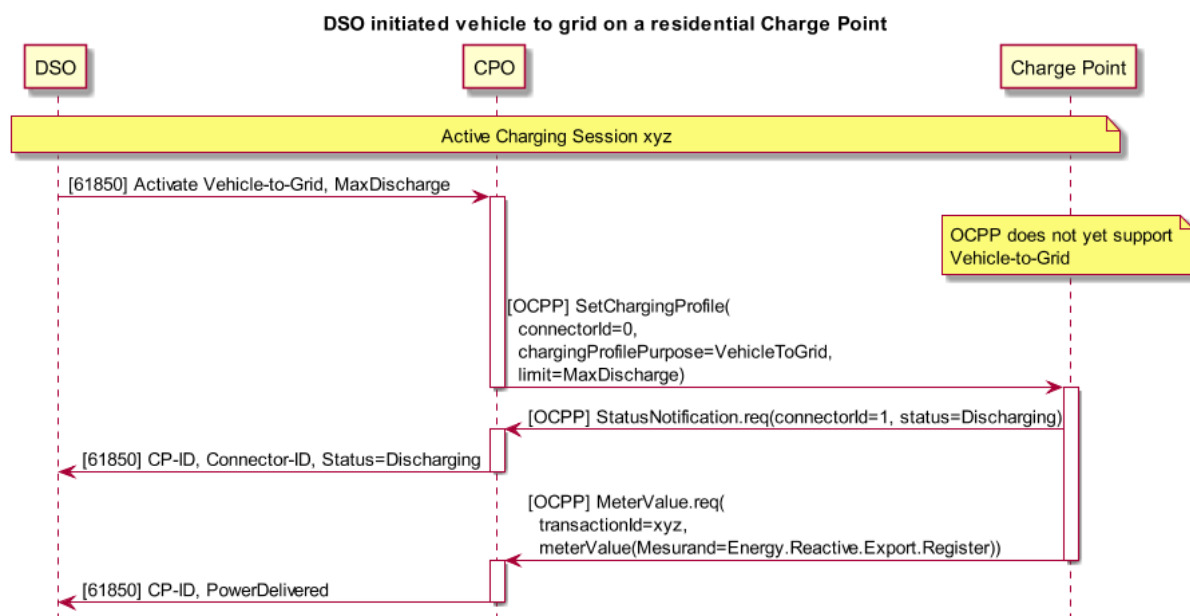 DSO initiated vehicle to grid on a residential Charge Point
DSO
CPO
Charge Point
Active Charging Session xyz
[61850] Activate Vehicle-to-Grid, MaxDischarge
OCPP does not yet support
Vehicle-to-Grid
[OCPP] SetChargingProfile(
connectorId=0,
chargingProfilePurpose=VehicleToGrid,
limit=MaxDischarge)
[OCPP] StatusNotification.req(connectorId=1, status=Discharging)
[61850] CP-ID, Connector-ID, Status=Discharging
[OCPP] MeterValue.req(
transactionId=xyz,
meterValue(Mesurand=Energy.Reactive.Export.Register))
[61850] CP-ID, PowerDelivered